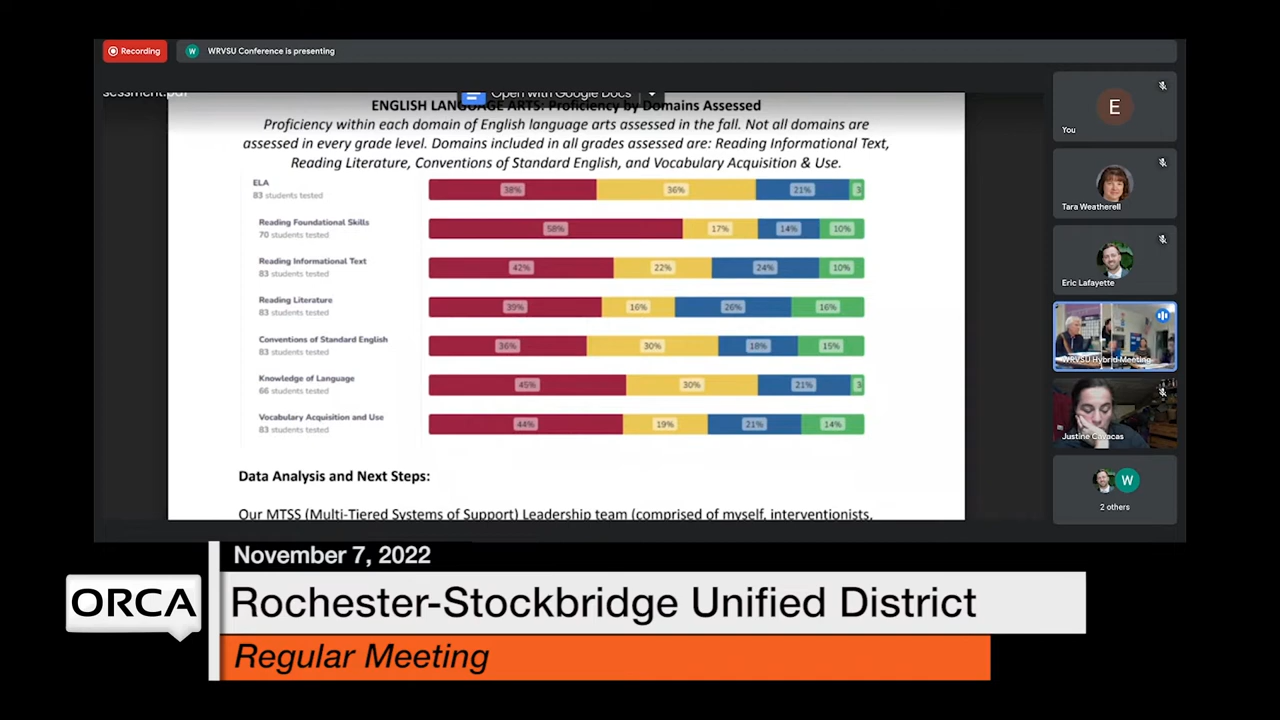 Recording
W
WRVSU Conference is presenting
sessment.pdf
Open with Google Docs
ENGLISH LANGUAGE ARTS: Proficiency by Domains Assessed
Proficiency within each domain of English language arts assessed in the fall. Not all domains are
assessed in every grade level. Domains included in all grades assessed are: Reading Informational Text,
Reading Literature, Conventions of Standard English, and Vocabulary Acquisition & Use.
ELA
83 students tested
38% 36% 21% 3
Reading Foundational Skills
70 students tested
58% 17% 14% 10%
Reading Informational Text
83 students tested
42% 22% 24% 10%
Reading Literature
83 students tested
39% 16% 26% 16%
Conventions of Standard English
83 students tested
36% 30% 18% 15%
Knowledge of Language
66 students tested
45% 30% 21% 3
Vocabulary Acquisition and Use
83 students tested
44% 19% 21% 14%
Data Analysis and Next Steps:
Our MTSS (Multi-Tiered Systems of Support) Leadership team (comprised of myself, interventionists,
E
You
Tara Weatherell
Eric Lafayette
WRVSU Hybrid Meeting
Justine Cavacas
W
2 others
November 7, 2022
ORCA
Rochester-Stockbridge Unified District
Regular Meeting